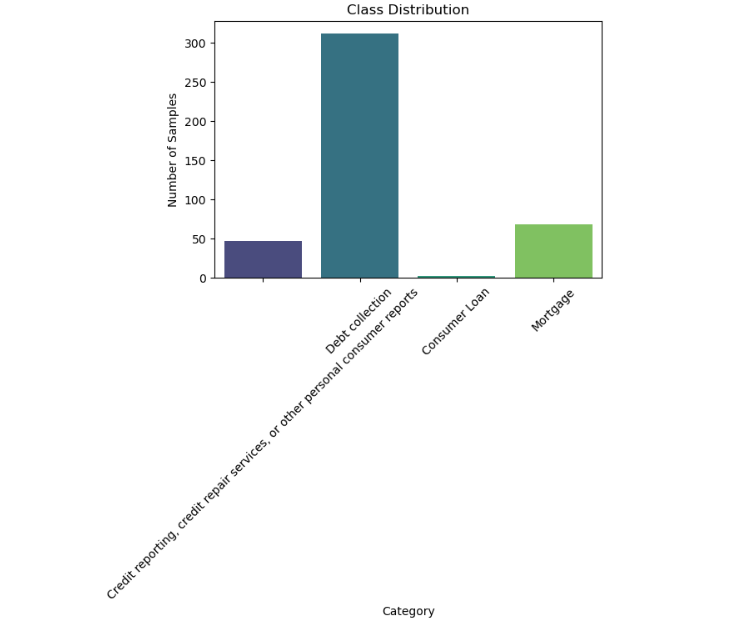 Class Distribution
Number of Samples
300
250
200
150
100
50
0
Credit reporting, credit repair services, or other personal consumer reports
Debt collection
Consumer Loan
Mortgage
Category